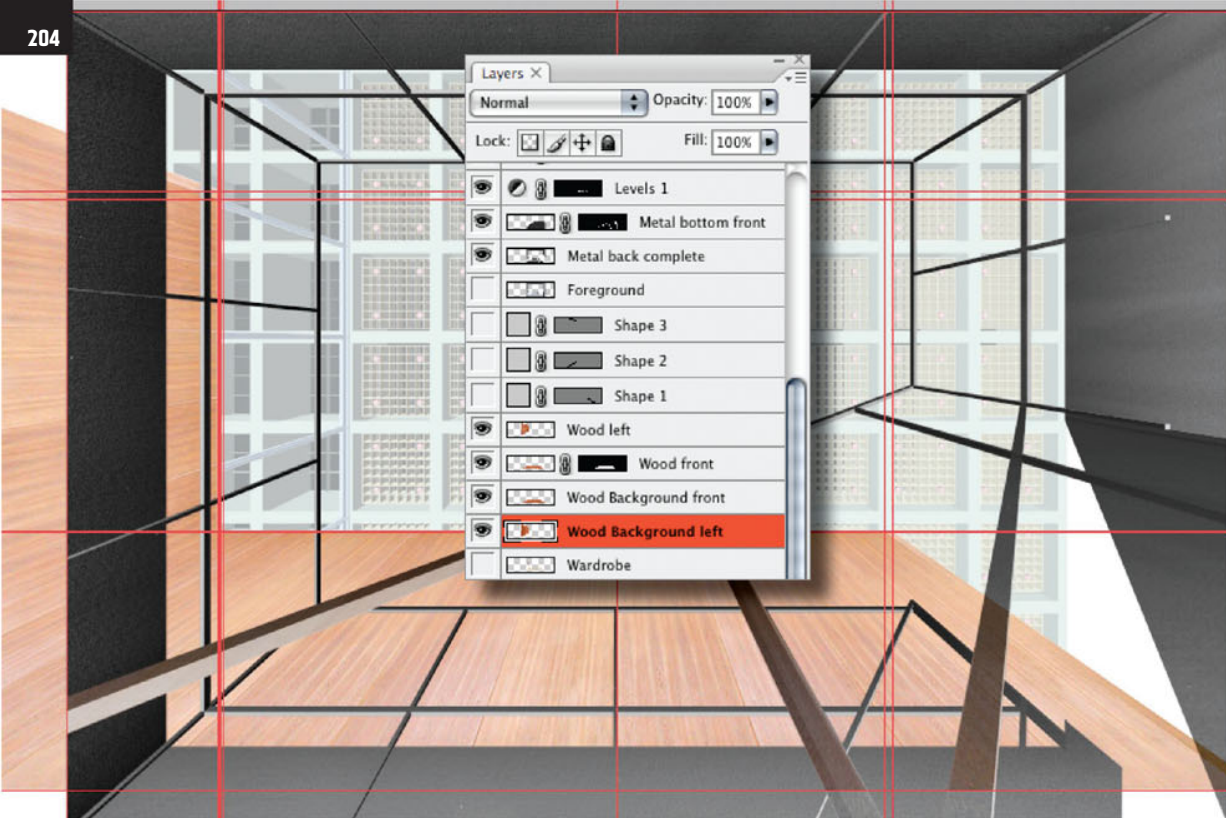 204
Layers
Normal Opacity: 100%
Lock: Fill: 100%
Levels 1
Metal bottom front
Metal back complete
Foreground
Shape 3
Shape 2
Shape 1
Wood left
Wood front
Wood Background front
Wood Background left
Wardrobe